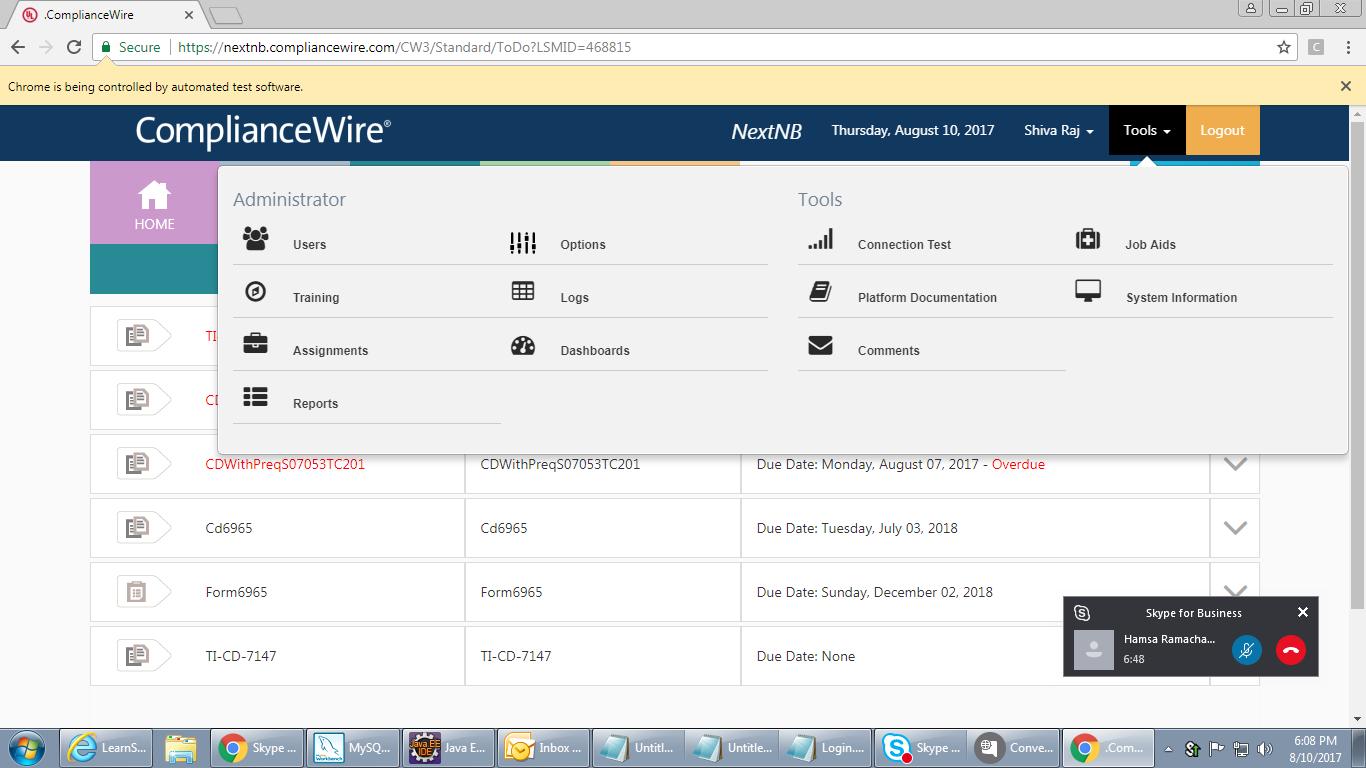 .ComplianceWire
Secure https://nextnb.compliancewire.com/CW3/Standard/ToDo?LSMID=468815
C
Chrome is being controlled by automated test software.
ComplianceWire®
NextNB
Thursday, August 10, 2017
Shiva Raj
Tools
Logout
HOME
Administrator
Users
Options
Training
Logs
Assignments
Dashboards
Reports
Tools
Connection Test
Job Aids
Platform Documentation
System Information
Comments
TI
CD
CDWithPreqS07053TC201 CDWithPreqS07053TC201 Due Date: Monday, August 07, 2017 - Overdue
Cd6965 Cd6965 Due Date: Tuesday, July 03, 2018
Form6965 Form6965 Due Date: Sunday, December 02, 2018
TI-CD-7147 TI-CD-7147 Due Date: None
Skype for Business
Hamsa Ramacha...
6:48
LearnS...
Skype ...
MySQ...
Java E...
Inbox ...
Untitl...
Untitle...
Login....
Skype ...
Conve...
.Com...
6:08 PM
8/10/2017